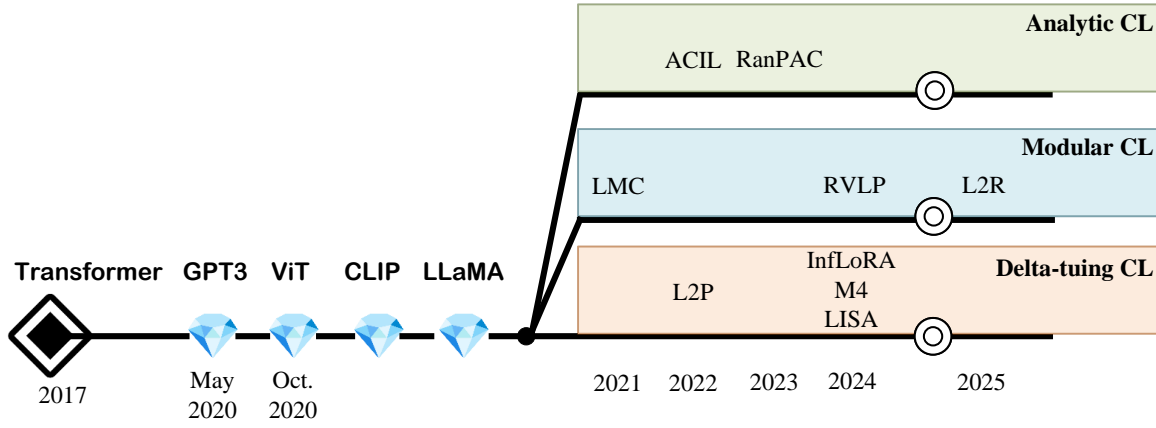 Analytic CL
ACIL RanPAC
Modular CL
LMC RVLP L2R
Transformer GPT3 ViT CLIP LLaMA
InfLoRA Delta-tuing CL
L2P M4
LISA
2017
May
2020
Oct.
2020
2021 2022 2023 2024 2025